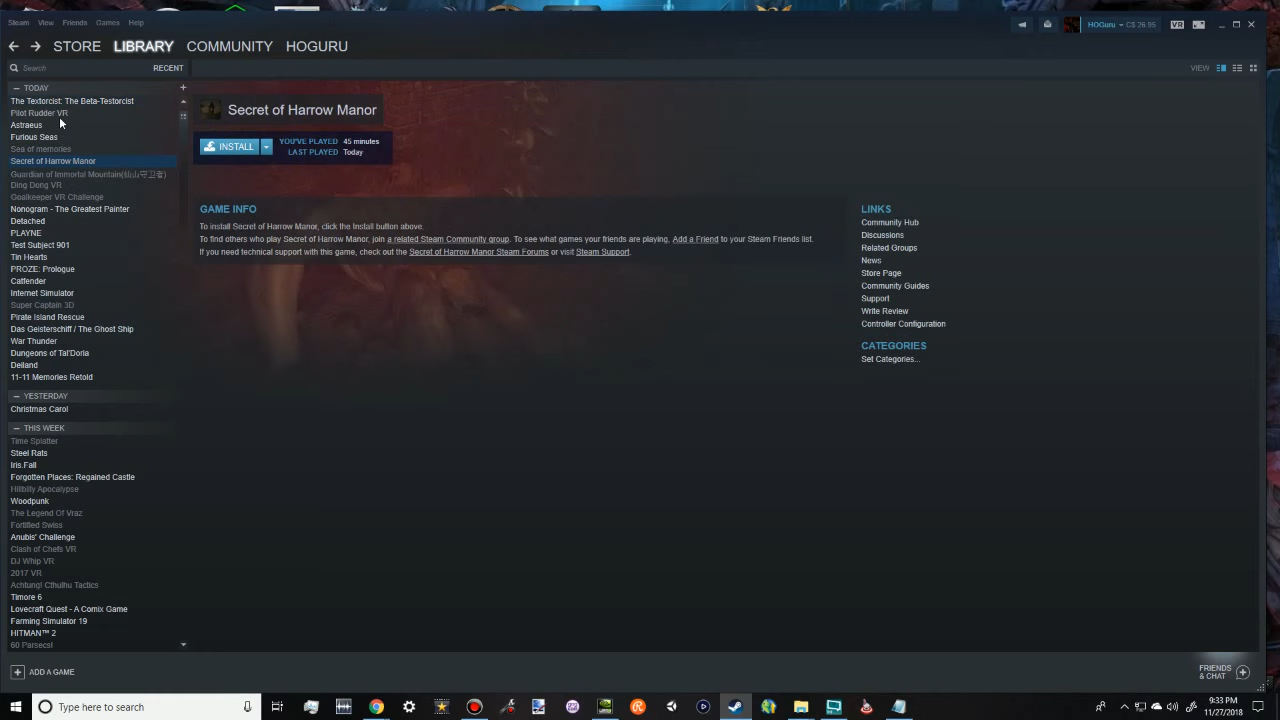 Steam View Friends Games Help
HOGURU C$ 26.95 VR
STORE LIBRARY COMMUNITY HOGURU
Search RECENT VIEW
TODAY
The Textorcist: The Beta-Testorcist
Pilot Rudder VR
Astraeus
Furious Seas
Sea of memories
Secret of Harrow Manor
Guardian of Immortal Mountain(仙山守卫者)
Ding Dong VR
Goalkeeper VR Challenge
Nonogram - The Greatest Painter
Detached
PLAYNE
Test Subject 901
Tin Hearts
PROZE: Prologue
Catfender
Internet Simulator
Super Captain 3D
Pirate Island Rescue
Das Geisterschiff / The Ghost Ship
War Thunder
Dungeons of Tal'Doria
Deiland
11-11 Memories Retold
YESTERDAY
Christmas Carol
THIS WEEK
Time Splatter
Steel Rats
Iris.Fall
Forgotten Places: Regained Castle
Hillbilly Apocalypse
Woodpunk
The Legend Of Vraz
Fortified Swiss
Anubis' Challenge
Clash of Chefs VR
DJ Whip VR
2017 VR
Achtung! Cthulhu Tactics
Timore 6
Lovecraft Quest - A Comix Game
Farming Simulator 19
HITMAN™ 2
60 Parsecs!
ADD A GAME
Secret of Harrow Manor
INSTALL
YOU'VE PLAYED 45 minutes
LAST PLAYED Today
GAME INFO
To install Secret of Harrow Manor, click the Install button above.
To find others who play Secret of Harrow Manor, join a related Steam Community group. To see what games your friends are playing, Add a Friend to your Steam Friends list.
If you need technical support with this game, check out the Secret of Harrow Manor Steam Forums or visit Steam Support.
LINKS
Community Hub
Discussions
Related Groups
News
Store Page
Community Guides
Support
Write Review
Controller Configuration
CATEGORIES
Set Categories...
FRIENDS
& CHAT
Type here to search
9:33 PM
11/27/2018